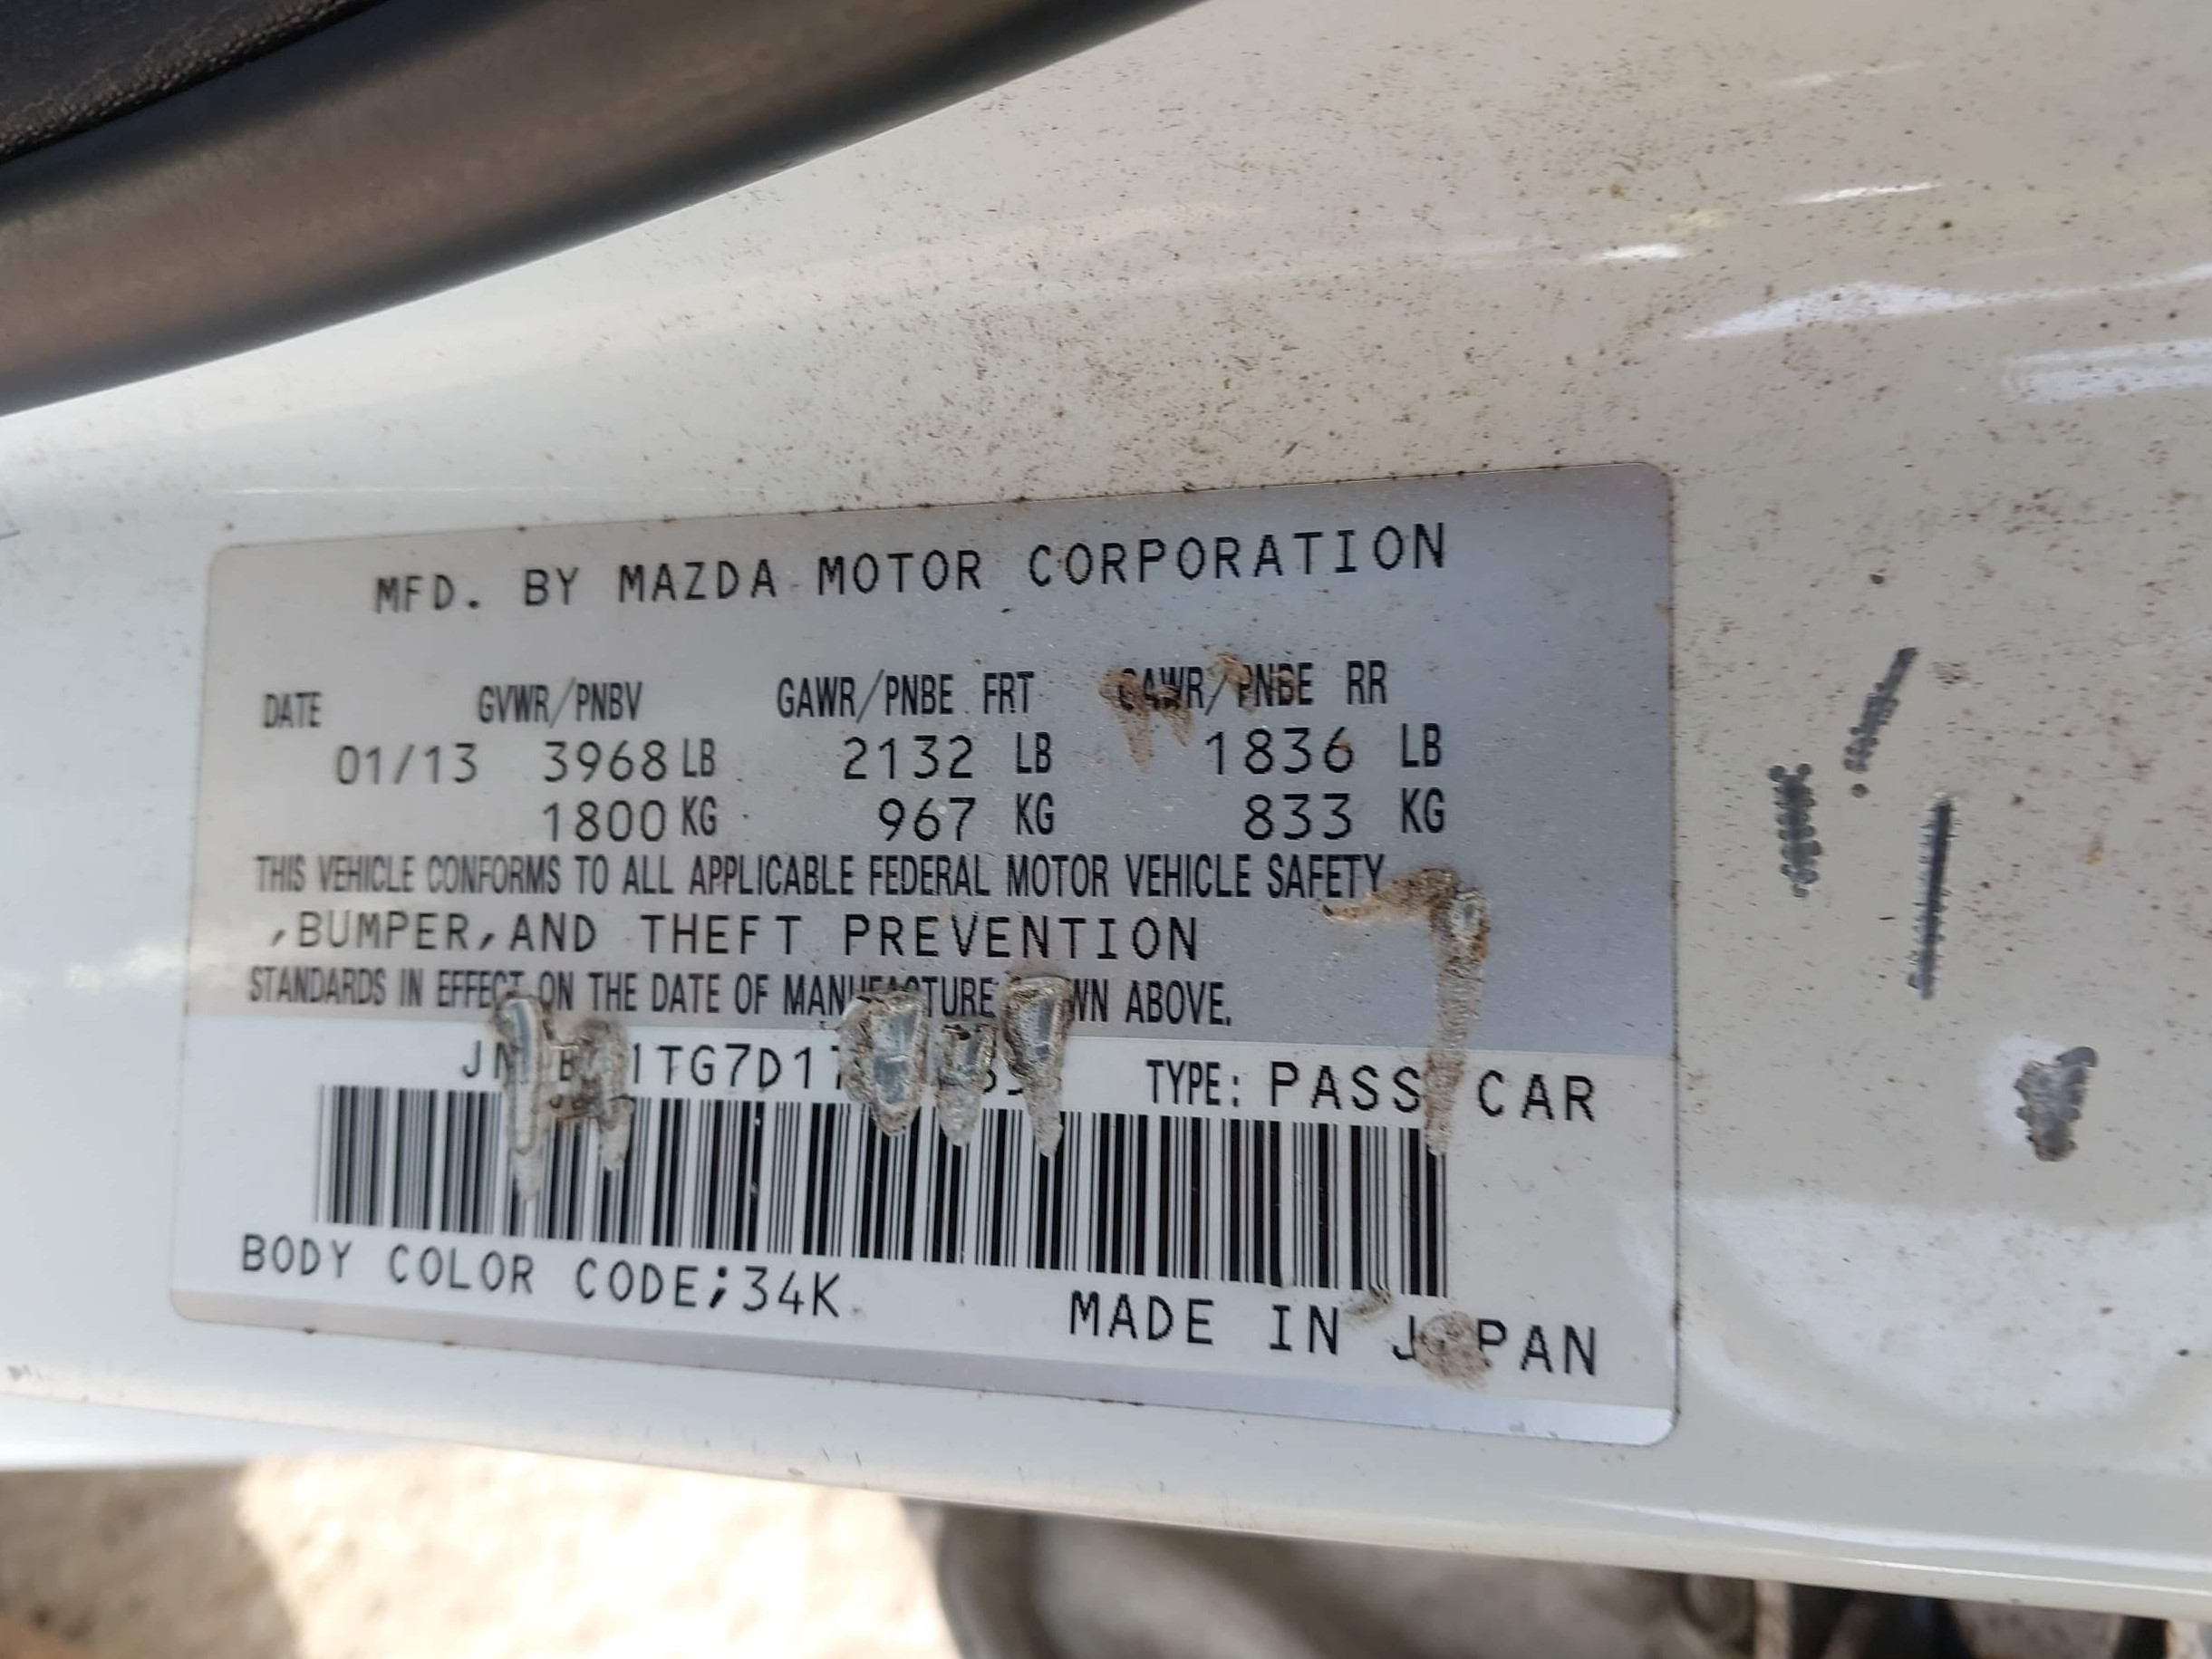 MFD. BY MAZDA MOTOR CORPORATION
DATE GVWR/PNBV GAWR/PNBE FRT GAWR/PNBE RR
01/13 3968 LB 2132 LB 1836 LB
1800 KG 967 KG 833 KG
THIS VEHICLE CONFORMS TO ALL APPLICABLE FEDERAL MOTOR VEHICLE SAFETY
,BUMPER,AND THEFT PREVENTION
STANDARDS IN EFFECT ON THE DATE OF MANUFACTURE ABOVE.
TYPE: PASS CAR
BODY COLOR CODE;34K
MADE IN JAPAN